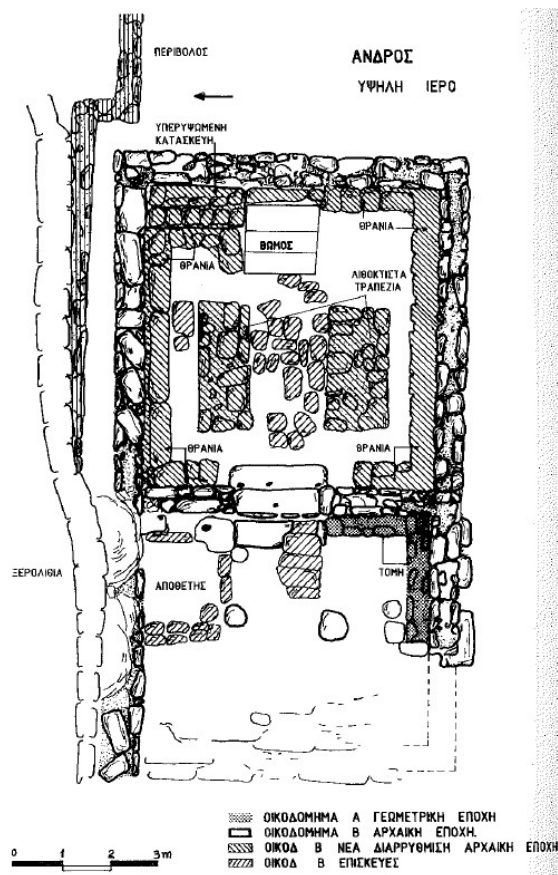 ΠΕΡΙΒΟΛΟΣ
ΑΝΔΡΟΣ
ΥΨΗΛΗ ΙΕΡΟ
ΥΠΕΡΥΨΩΜΕΝΗ
ΚΑΤΑΣΚΕΥΗ
ΘΡΑΝΙΑ
ΒΩΜΟΣ
ΘΡΑΝΙΑ
ΛΙΘΟΚΤΙΣΤΑ
ΤΡΑΠΕΖΙΑ
ΘΡΑΝΙΑ
ΘΡΑΝΙΑ
ΞΕΡΟΛΙΘΙΑ
ΑΠΟΘΕΤΗΣ
ΤΟΜΗ
ΟΙΚΟΔΟΜΗΜΑ Α ΓΕΩΜΕΤΡΙΚΗ ΕΠΟΧΗ
ΟΙΚΟΔΟΜΗΜΑ Β ΑΡΧΑΙΚΗ ΕΠΟΧΗ.
ΟΙΚΟΔ Β ΝΕΑ ΔΙΑΡΡΥΘΜΙΣΗ ΑΡΧΑΙΚΗ ΕΠΟΧΗ
ΟΙΚΟΔ Β ΕΠΙΣΚΕΥΕΣ
0 1 2 3m